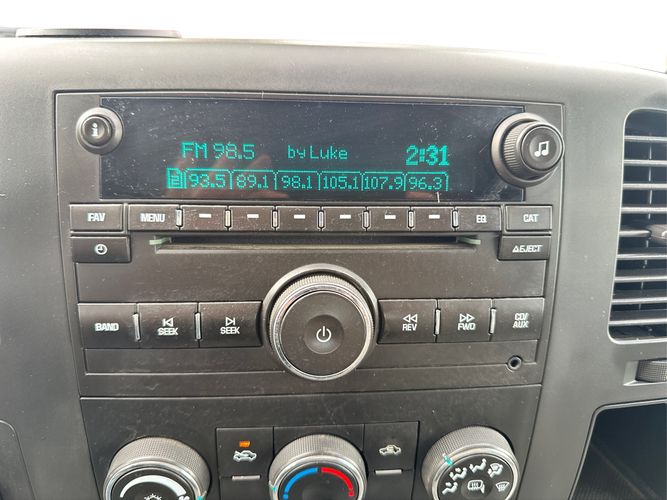 i
FM 98.5 by Luke 2:31
2 93.5 89.1 98.1 105.1 107.9 96.3
FAV MENU EQ CAT
EJECT
BAND SEEK SEEK REV FWD CD/AUX